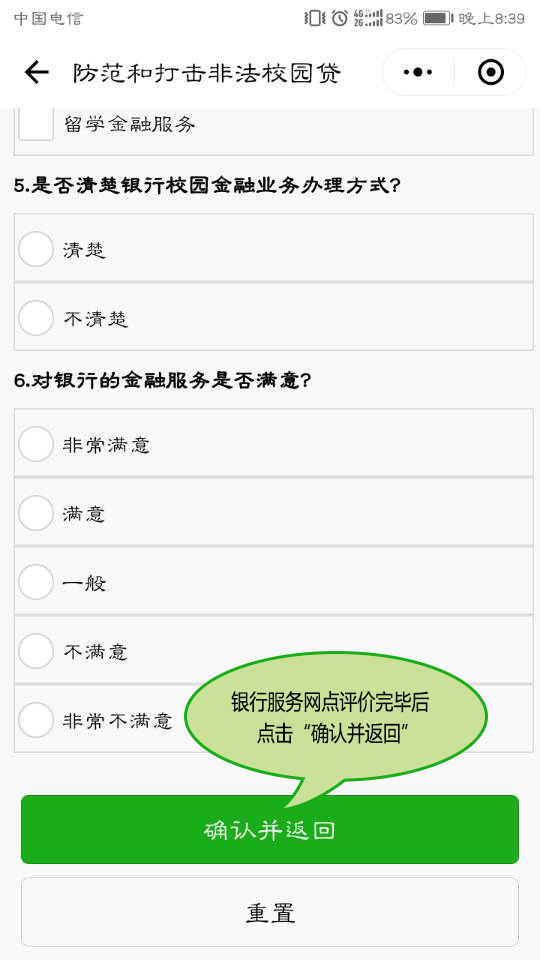 中国电信 4G 2G 83% 晚上8:39
防范和打击非法校园贷
留学金融服务
5.是否清楚银行校园金融业务办理方式?
清楚
不清楚
6.对银行的金融服务是否满意?
非常满意
满意
一般
不满意
非常不满意
银行服务网点评价完毕后
点击“确认并返回”
确认并返回
重置